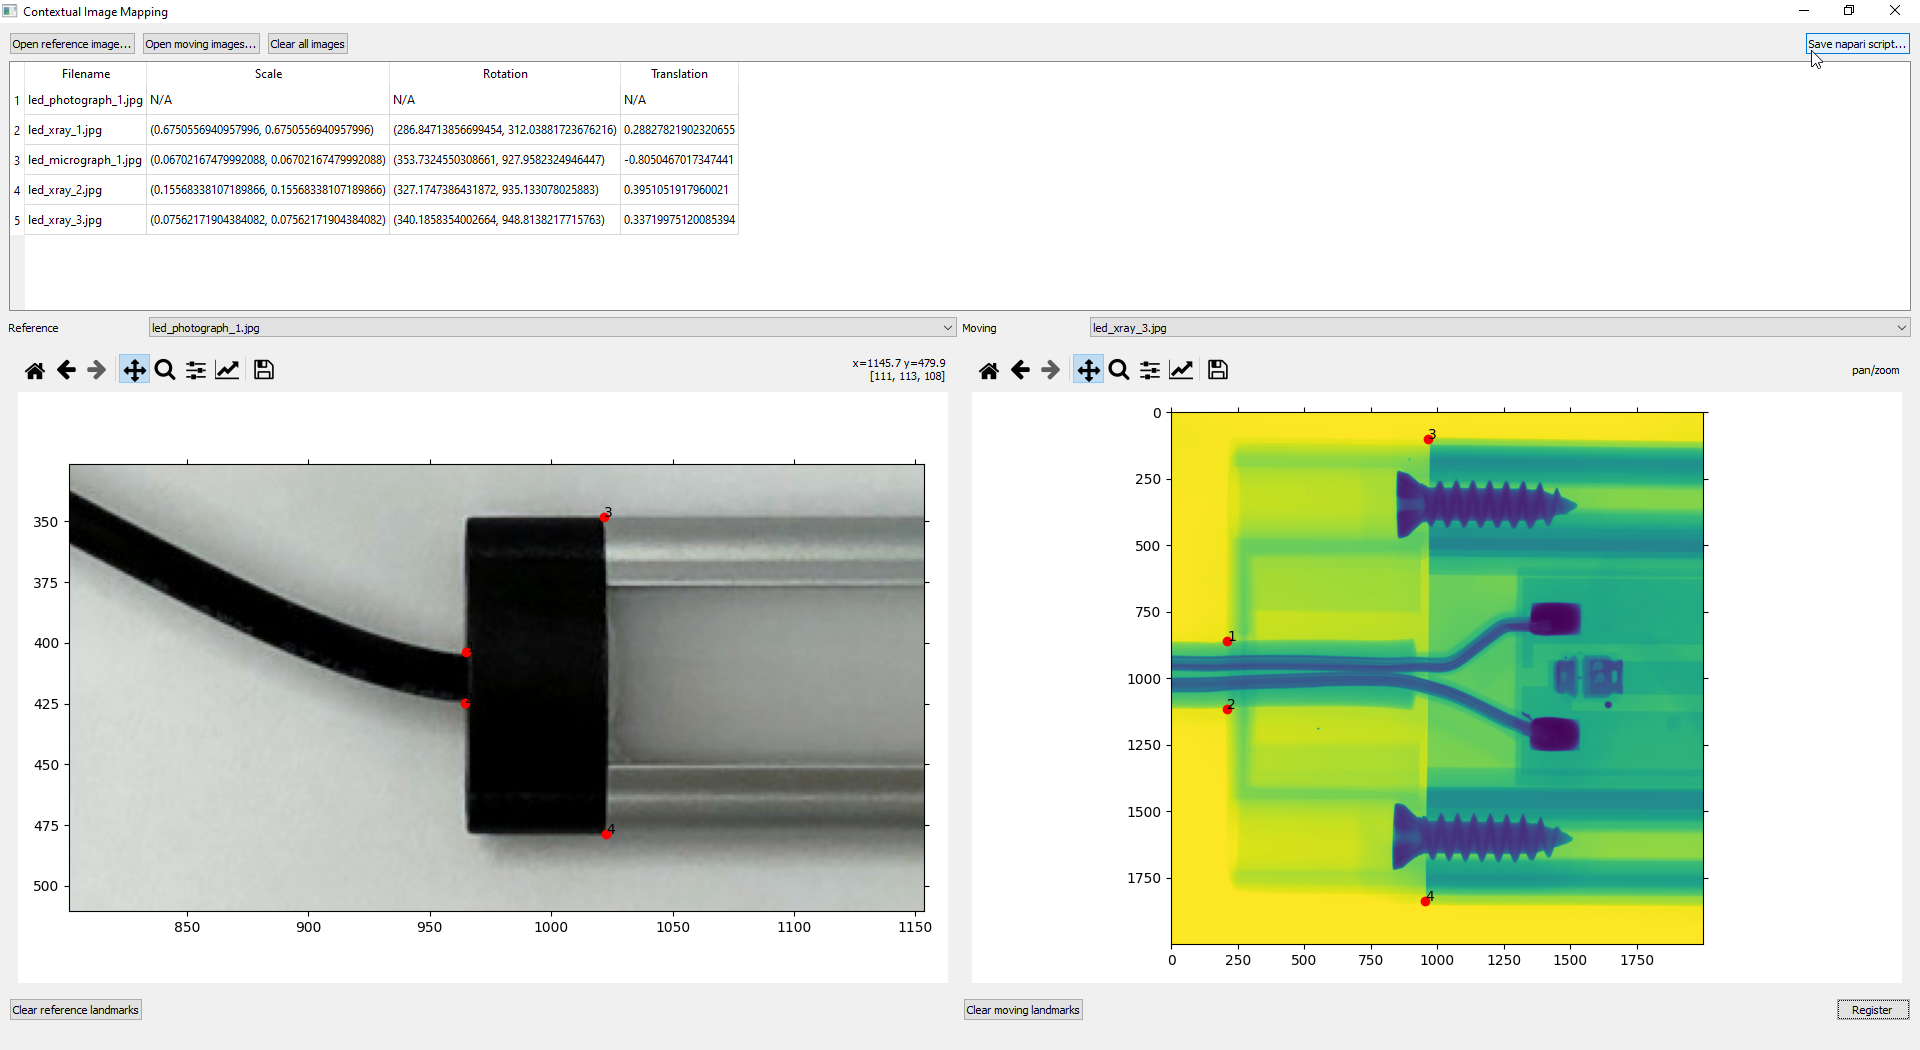 Contextual Image Mapping
Open reference image... Open moving images... Clear all images Save napari script...
Filename Scale Rotation Translation
1 led_photograph_1.jpg N/A N/A N/A
2 led_xray_1.jpg (0.6750556940957996, 0.6750556940957996) (286.84713856699454, 312.03881723676216) 0.28827821902320655
3 led_micrograph_1.jpg (0.06702167479992088, 0.06702167479992088) (353.7324550308661, 927.9582324946447) -0.8050467017347441
4 led_xray_2.jpg (0.15568338107189866, 0.15568338107189866) (327.1747386431872, 935.133078025883) 0.3951051917960021
5 led_xray_3.jpg (0.07562171904384082, 0.07562171904384082) (340.1858354002664, 948.8138217715763) 0.33719975120085394
Reference led_photograph_1.jpg Moving led_xray_3.jpg
x=1145.7 y=479.9
[111, 113, 108]
pan/zoom
3
4
350
375
400
425
450
475
500
850 900 950 1000 1050 1100 1150
3
1
2
4
0
250
500
750
1000
1250
1500
1750
0 250 500 750 1000 1250 1500 1750
Clear reference landmarks Clear moving landmarks Register